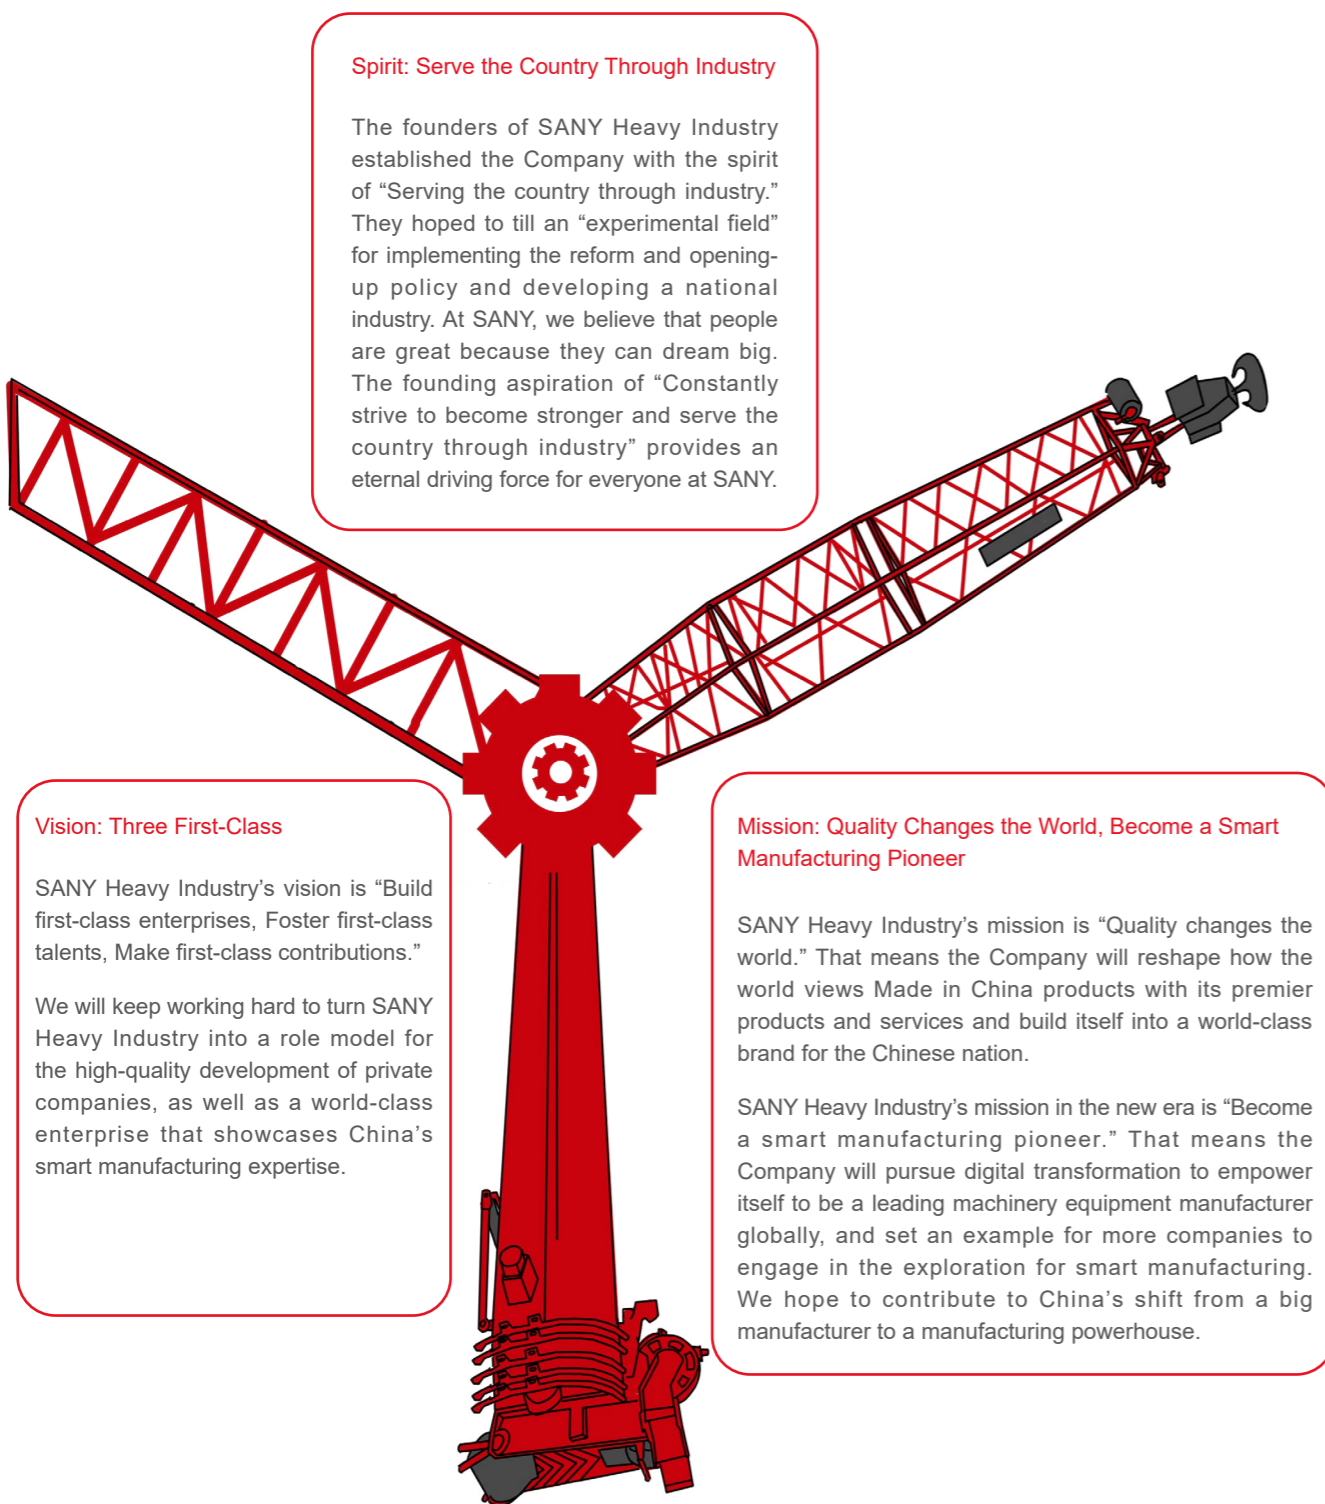 Spirit: Serve the Country Through Industry
The founders of SANY Heavy Industry
established the Company with the spirit
of “Serving the country through industry.”
They hoped to till an “experimental field”
for implementing the reform and opening-
up policy and developing a national
industry. At SANY, we believe that people
are great because they can dream big.
The founding aspiration of “Constantly
strive to become stronger and serve the
country through industry” provides an
eternal driving force for everyone at SANY.
Vision: Three First-Class
SANY Heavy Industry’s vision is “Build
first-class enterprises, Foster first-class
talents, Make first-class contributions.”
We will keep working hard to turn SANY
Heavy Industry into a role model for
the high-quality development of private
companies, as well as a world-class
enterprise that showcases China’s
smart manufacturing expertise.
Mission: Quality Changes the World, Become a Smart
Manufacturing Pioneer
SANY Heavy Industry’s mission is “Quality changes the
world.” That means the Company will reshape how the
world views Made in China products with its premier
products and services and build itself into a world-class
brand for the Chinese nation.
SANY Heavy Industry’s mission in the new era is “Become
a smart manufacturing pioneer.” That means the
Company will pursue digital transformation to empower
itself to be a leading machinery equipment manufacturer
globally, and set an example for more companies to
engage in the exploration for smart manufacturing.
We hope to contribute to China’s shift from a big
manufacturer to a manufacturing powerhouse.